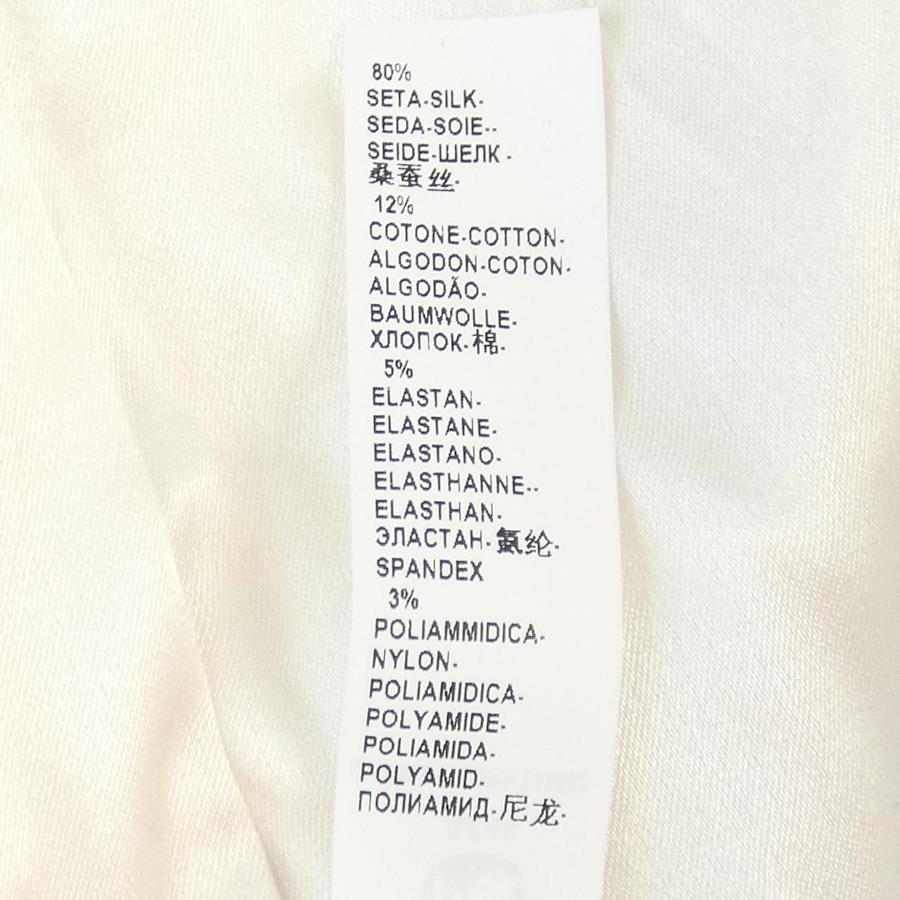 80%
SETA-SILK-
SEDA-SOIE--
SEIDE-ШЕЛК -
桑蚕丝-
12%
COTONE-COTTON-
ALGODON-COTON-
ALGODÃO-
BAUMWOLLE-
ХЛОПОК-棉-
5%
ELASTAN-
ELASTANE-
ELASTANO-
ELASTHANNE--
ELASTHAN-
ЭЛАСТАН-氨纶-
SPANDEX
3%
POLIAMMIDICA-
NYLON-
POLIAMIDICA-
POLYAMIDE-
POLIAMIDA-
POLYAMID-
ПОЛИАМИД-尼龙-